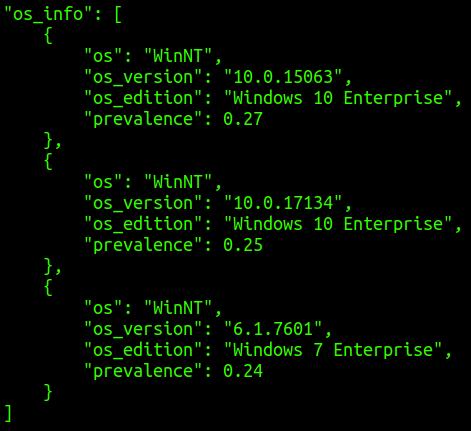 "os_info": [
    {
        "os": "WinNT",
        "os_version": "10.0.15063",
        "os_edition": "Windows 10 Enterprise",
        "prevalence": 0.27
    },
    {
        "os": "WinNT",
        "os_version": "10.0.17134",
        "os_edition": "Windows 10 Enterprise",
        "prevalence": 0.25
    },
    {
        "os": "WinNT",
        "os_version": "6.1.7601",
        "os_edition": "Windows 7 Enterprise",
        "prevalence": 0.24
    }
]